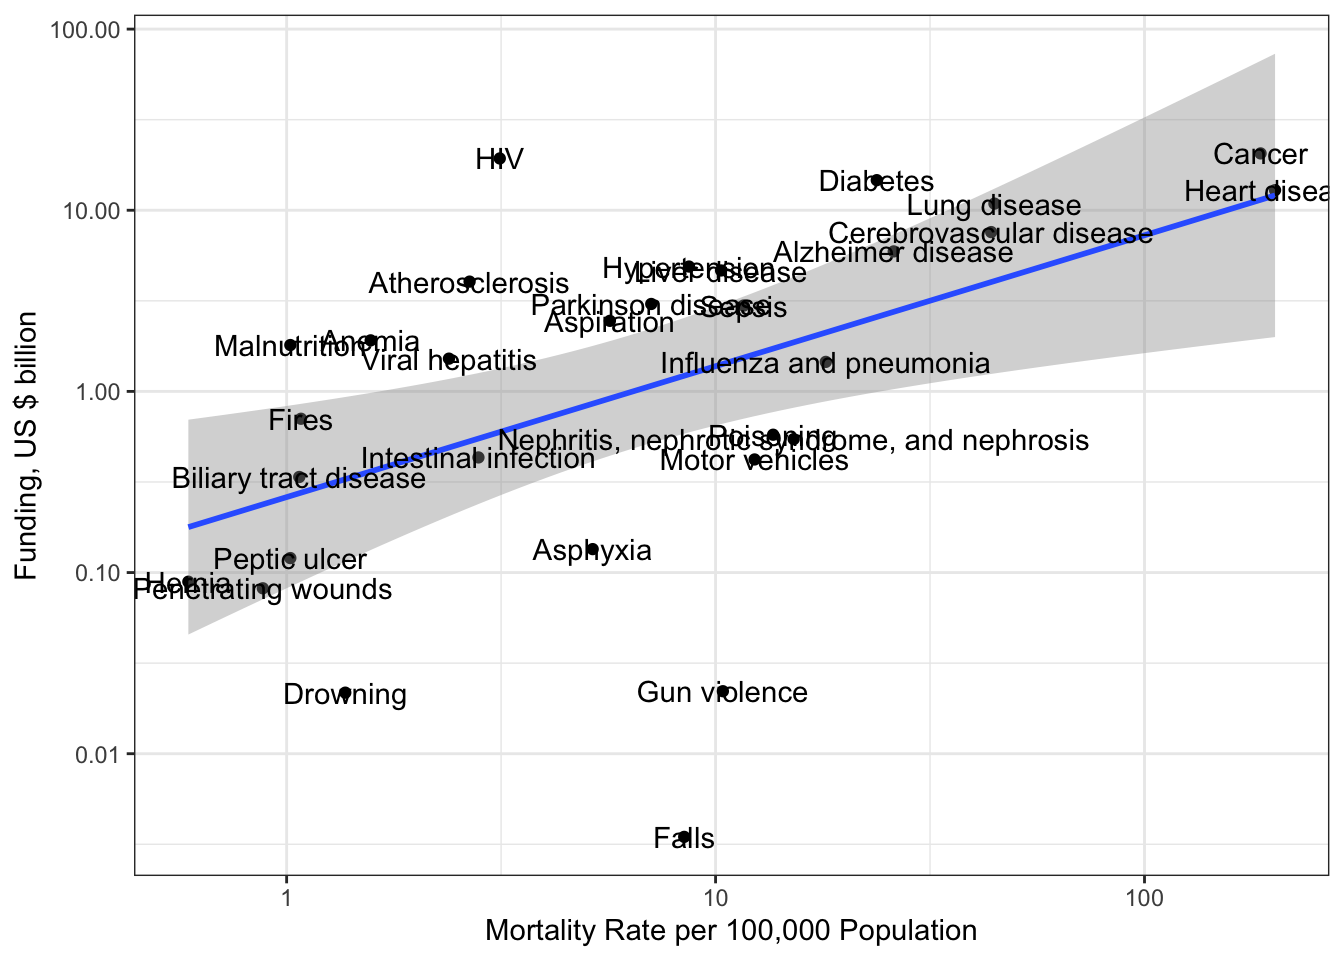 100.00
HIV
Cancer
Diabetes
Heart disea
10.00
Lung disease
Cerebrovascular disease
Alzheimer disease
Hypertension
Liver disease
Atherosclerosis
Parkinson disease
Sepsis
Aspiration
Anemia
Malnutrition
Viral hepatitis
Influenza and pneumonia
1.00
Fires
Poisoning
Nephritis, nephrotic syndrome, and nephrosis
Intestinal infection
Motor vehicles
Biliary tract disease
Asphyxia
Peptic ulcer
0.10
Hernia
Penetrating wounds
Drowning
Gun violence
0.01
Falls
1
10
100
Mortality Rate per 100,000 Population
Funding, US $ billion